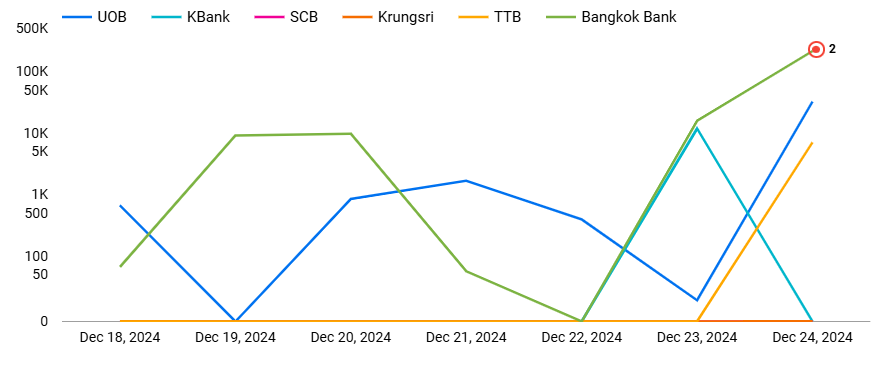 UOB KBank SCB Krungsri TTB Bangkok Bank
500K
2
100K
50K
10K
5K
1K
500
100
50
0
Dec 18, 2024 Dec 19, 2024 Dec 20, 2024 Dec 21, 2024 Dec 22, 2024 Dec 23, 2024 Dec 24, 2024